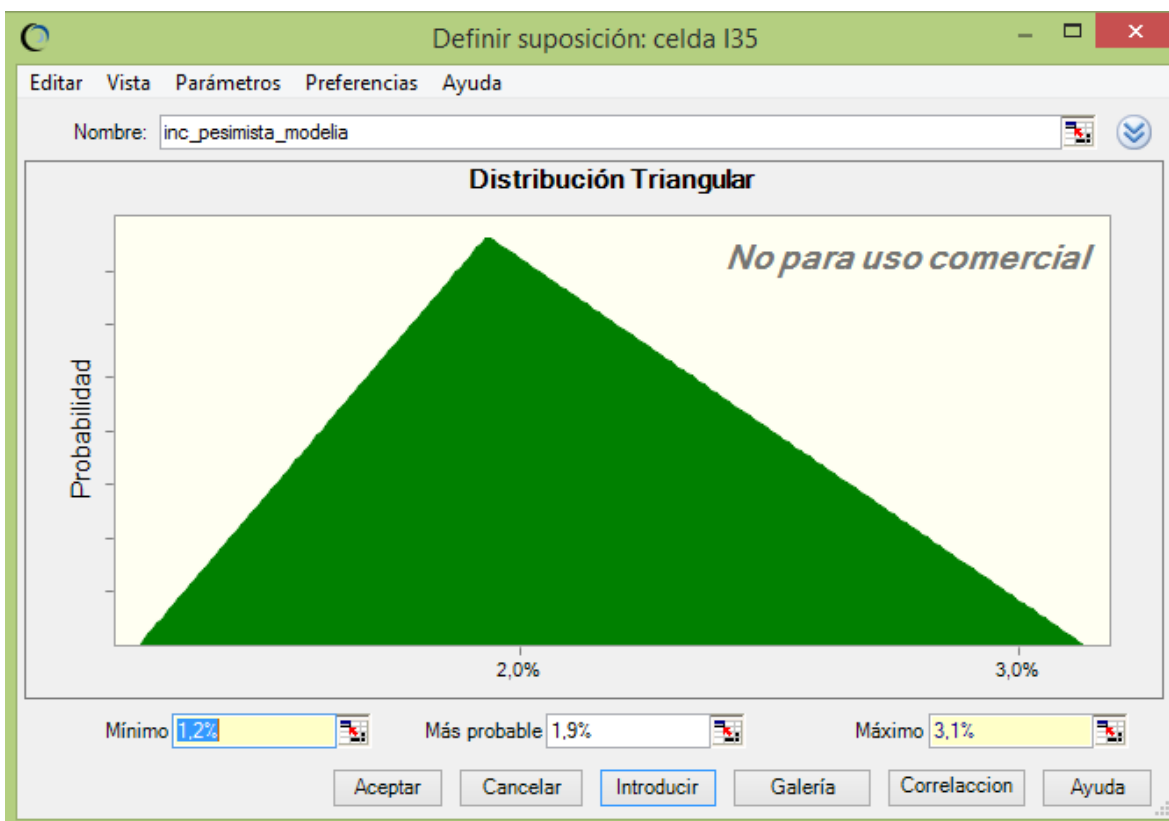 Definir suposición: celda I35
Editar Vista Parámetros Preferencias Ayuda
Nombre: inc_pesimista_modelia
Distribución Triangular
No para uso comercial
Probabilidad
2,0% 3,0%
Mínimo 1,2% Más probable 1,9% Máximo 3,1%
Aceptar Cancelar Introducir Galería Correlaccion Ayuda